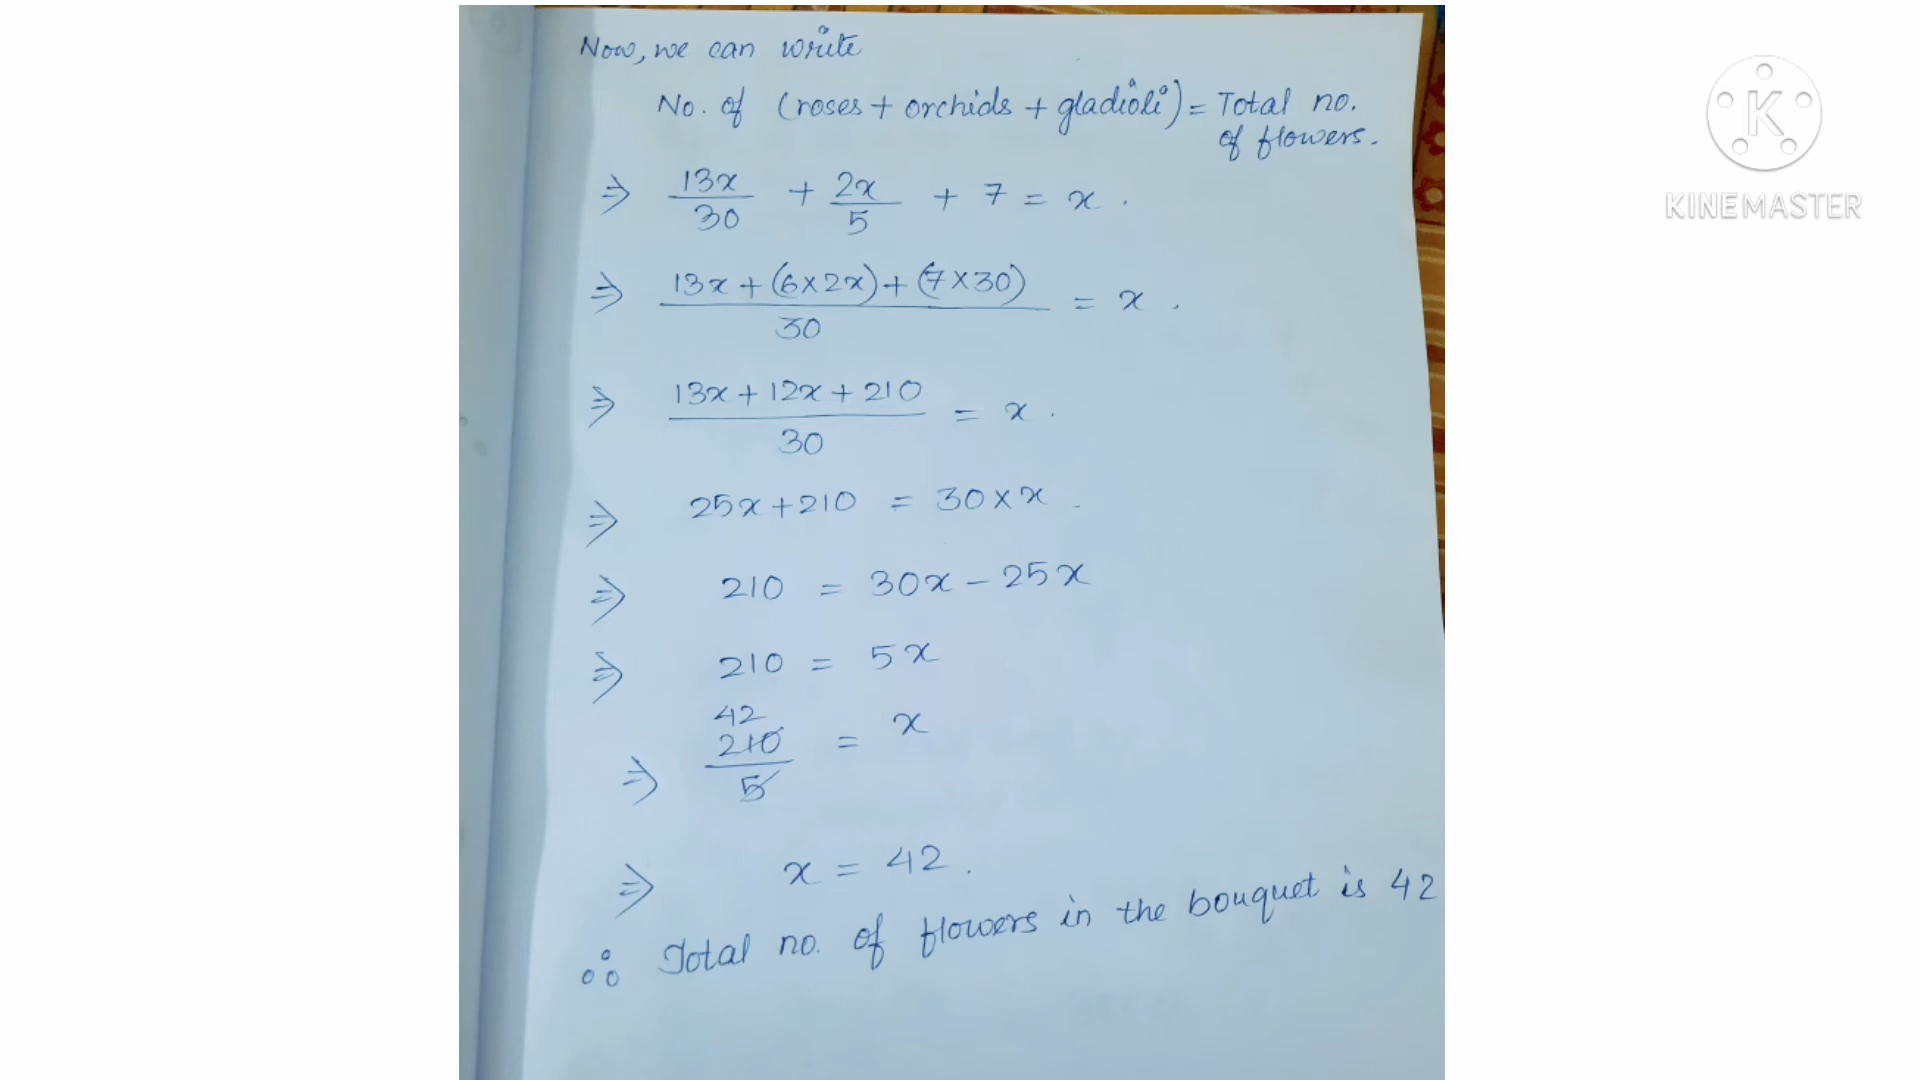 Now, we can write
No. of (roses + orchids + gladioli) = Total no.
of flowers.
⇒ 13x/30 + 2x/5 + 7 = x.
⇒ 13x + (6×2x) + (7×30)/30 = x.
⇒ 13x + 12x + 210/30 = x.
⇒ 25x + 210 = 30 × x.
⇒ 210 = 30x - 25x
⇒ 210 = 5x
42
⇒ 210/5 = x
⇒ x = 42.
∴ Total no. of flowers in the bouquet is 42
K
KINEMASTER